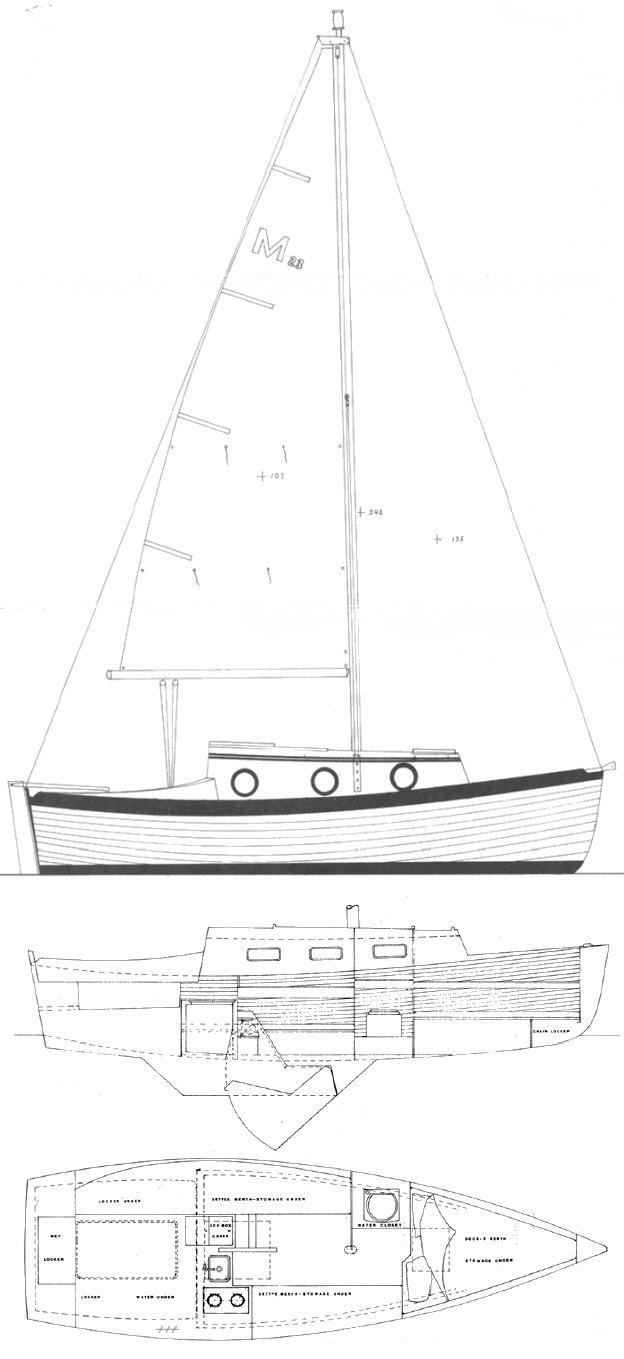 M 23
107
242
135
CHAIN LOCKER
LOCKER UNDER
SETTEE BERTH-STOWAGE UNDER
WET
LOCKER
ICE BOX
UNDER
WATER CLOSET
DOUB-E BERTH
STOWAGE UNDER
LOCKER
WATER UNDER
SETTEE BERTH-STOWAGE UNDER